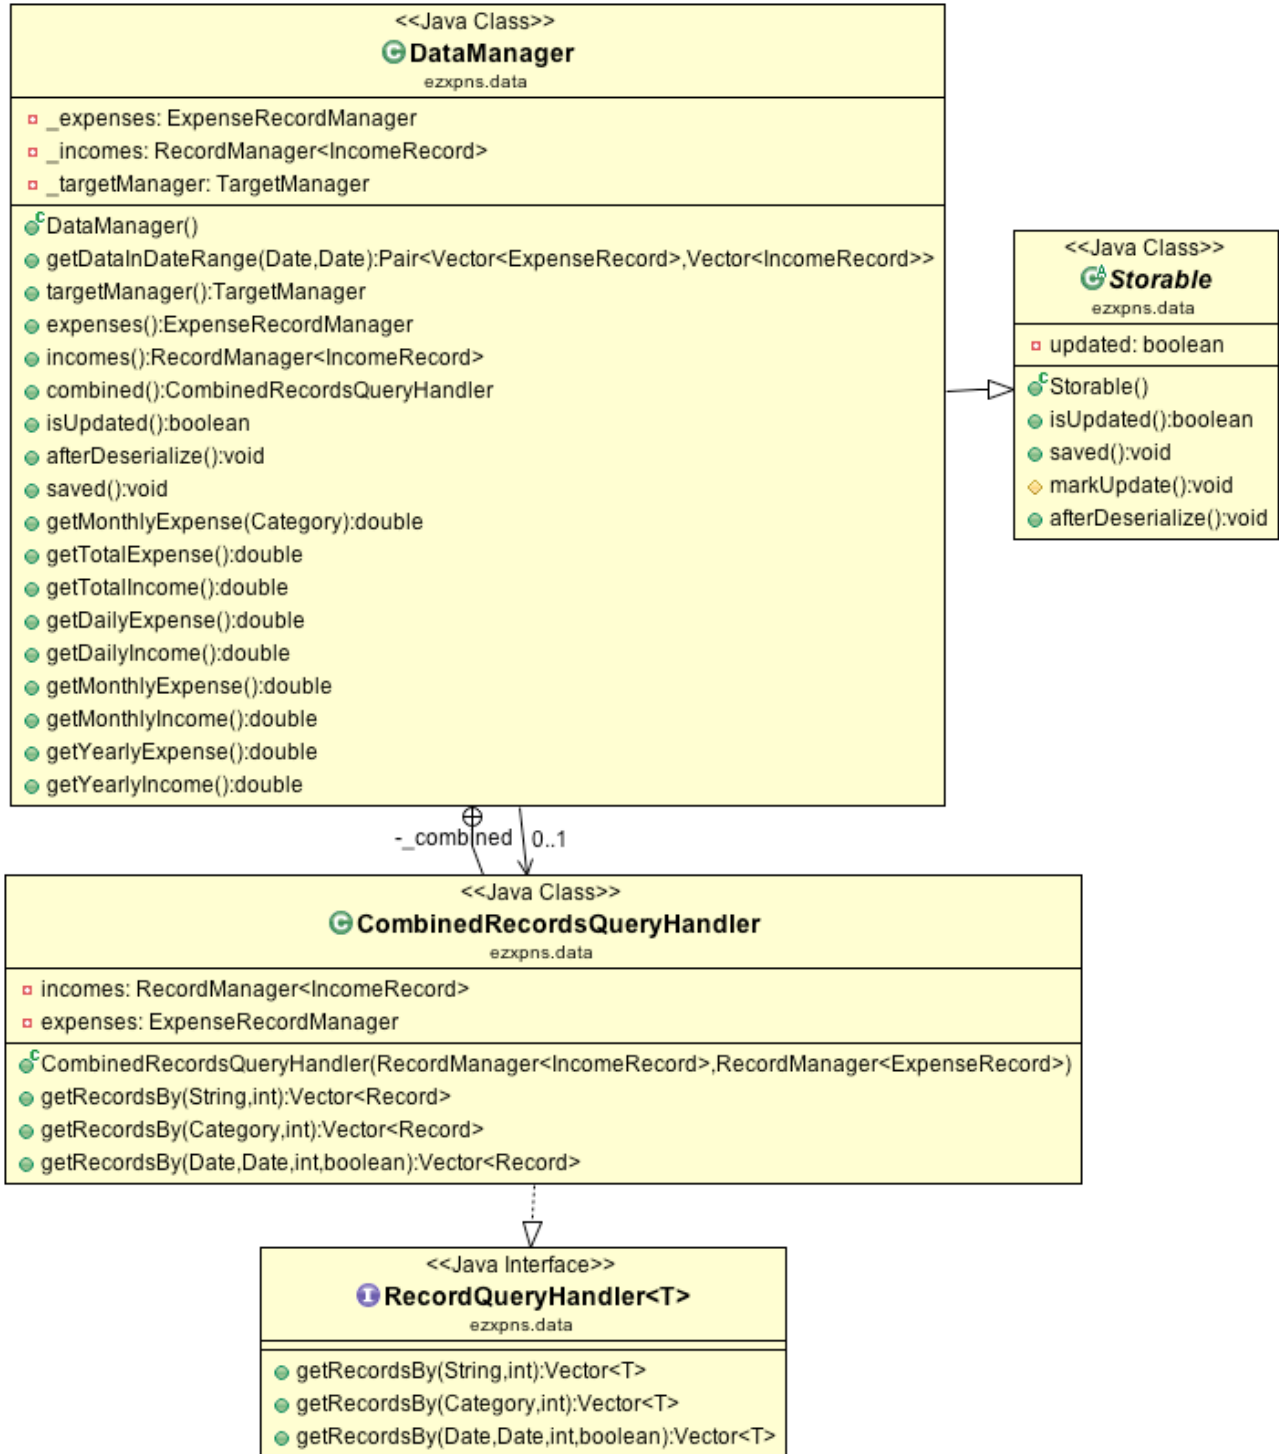 <<Java Class>>
DataManager
ezxpns.data
_expenses: ExpenseRecordManager
_incomes: RecordManager<IncomeRecord>
_targetManager: TargetManager
DataManager()
getDataInDateRange(Date,Date):Pair<Vector<ExpenseRecord>,Vector<IncomeRecord>>
targetManager():TargetManager
expenses():ExpenseRecordManager
incomes():RecordManager<IncomeRecord>
combined():CombinedRecordsQueryHandler
isUpdated():boolean
afterDeserialize():void
saved():void
getMonthlyExpense(Category):double
getTotalExpense():double
getTotalIncome():double
getDailyExpense():double
getDailyIncome():double
getMonthlyExpense():double
getMonthlyIncome():double
getYearlyExpense():double
getYearlyIncome():double
<<Java Class>>
Storable
ezxpns.data
updated: boolean
Storable()
isUpdated():boolean
saved():void
markUpdate():void
afterDeserialize():void
-_combined 0..1
<<Java Class>>
CombinedRecordsQueryHandler
ezxpns.data
incomes: RecordManager<IncomeRecord>
expenses: ExpenseRecordManager
CombinedRecordsQueryHandler(RecordManager<IncomeRecord>,RecordManager<ExpenseRecord>)
getRecordsBy(String,int):Vector<Record>
getRecordsBy(Category,int):Vector<Record>
getRecordsBy(Date,Date,int,boolean):Vector<Record>
<<Java Interface>>
RecordQueryHandler<T>
ezxpns.data
getRecordsBy(String,int):Vector<T>
getRecordsBy(Category,int):Vector<T>
getRecordsBy(Date,Date,int,boolean):Vector<T>